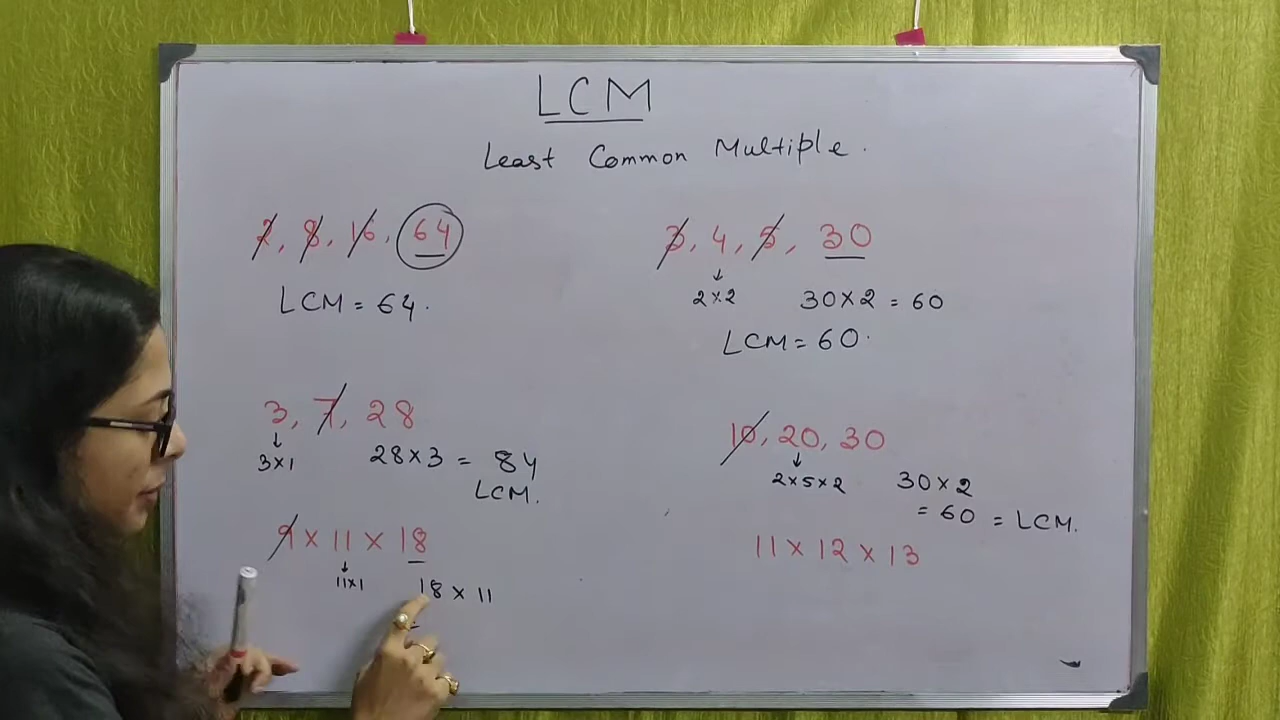 LCM
Least Common Multiple.
2, 8, 16, 64
LCM = 64.
3, 4, 5, 30
2×2 30×2 = 60
LCM = 60.
3, 7, 28
3×1 28×3 = 84
LCM.
10, 20, 30
2×5×2 30×2
= 60 = LCM.
9 × 11 × 18
11×1 18 × 11
11 × 12 × 13